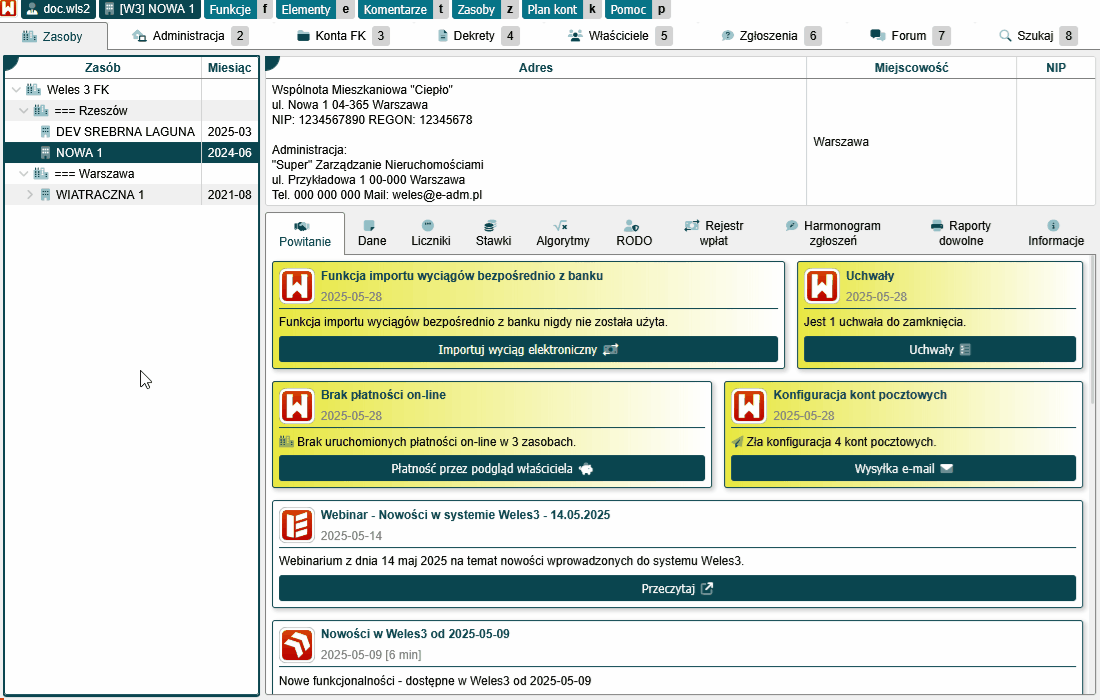 doc.wls2 [W3] NOWA 1 Funkcje f Elementy e Komentarze t Zasoby z Plan kont k Pomoc p
Zasoby Administracja 2 Konta FK 3 Dekrety 4 Właściciele 5 Zgłoszenia 6 Forum 7 Szukaj 8
Zasób Miesiąc
Weles 3 FK
=== Rzeszów
DEV SREBRNA LAGUNA 2025-03
NOWA 1 2024-06
=== Warszawa
WIATRACZNA 1 2021-08
Adres Miejscowość NIP
Wspólnota Mieszkaniowa "Ciepło"
ul. Nowa 1 04-365 Warszawa
NIP: 1234567890 REGON: 12345678
Administracja:
"Super" Zarządzanie Nieruchomościami
ul. Przykładowa 1 00-000 Warszawa
Tel. 000 000 000 Mail: weles@e-adm.pl
Warszawa
Powitanie Dane Liczniki Stawki Algorytmy RODO Rejestr wpłat Harmonogram zgłoszeń Raporty dowolne Informacje
Funkcja importu wyciągów bezpośrednio z banku
2025-05-28
Funkcja importu wyciągów bezpośrednio z banku nigdy nie została użyta.
Importuj wyciąg elektroniczny
Uchwały
2025-05-28
Jest 1 uchwała do zamknięcia.
Uchwały
Brak płatności on-line
2025-05-28
Brak uruchomionych płatności on-line w 3 zasobach.
Płatność przez podgląd właściciela
Konfiguracja kont pocztowych
2025-05-28
Zła konfiguracja 4 kont pocztowych.
Wysyłka e-mail
Webinar - Nowości w systemie Weles3 - 14.05.2025
2025-05-14
Webinarium z dnia 14 maj 2025 na temat nowości wprowadzonych do systemu Weles3.
Przeczytaj
Nowości w Weles3 od 2025-05-09
2025-05-09 [6 min]
Nowe funkcjonalności - dostępne w Weles3 od 2025-05-09